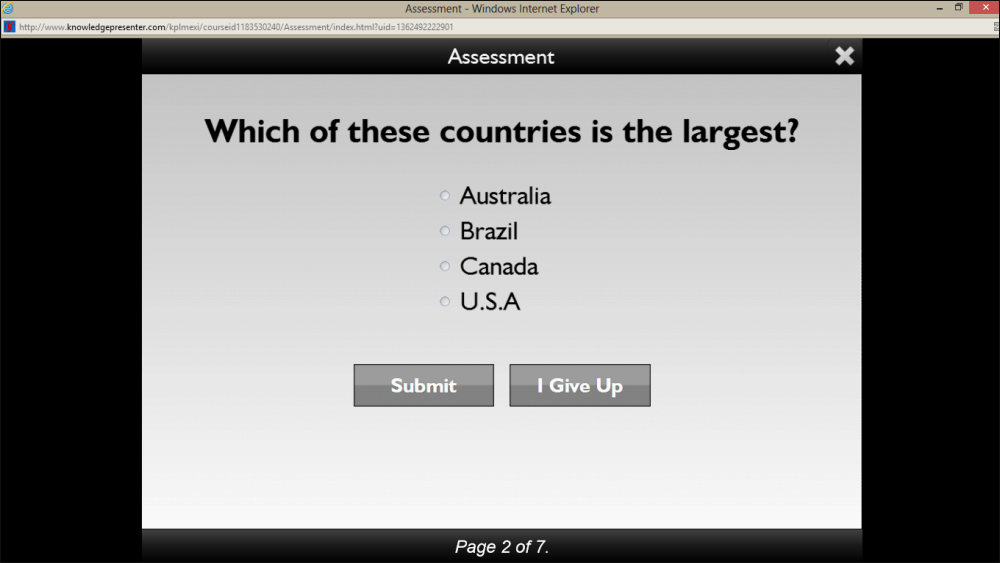 Assessment - Windows Internet Explorer
http://www.knowledgepresenter.com/kplmexi/courseid1183530240/Assessment/index.html?uid=1362492222901
Assessment
Which of these countries is the largest?
Australia
Brazil
Canada
U.S.A
Submit
I Give Up
Page 2 of 7.